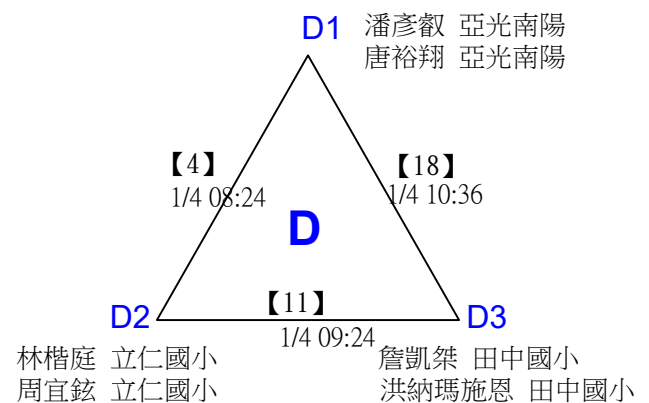 D1 潘彥叡 亞光南陽
唐裕翔 亞光南陽
【4】 【18】
1/4 08:24 1/4 10:36
D
【11】
D2 D3
1/4 09:24
林楷庭 立仁國小 詹凱桀 田中國小
周宜鉉 立仁國小 洪納瑪施恩 田中國小